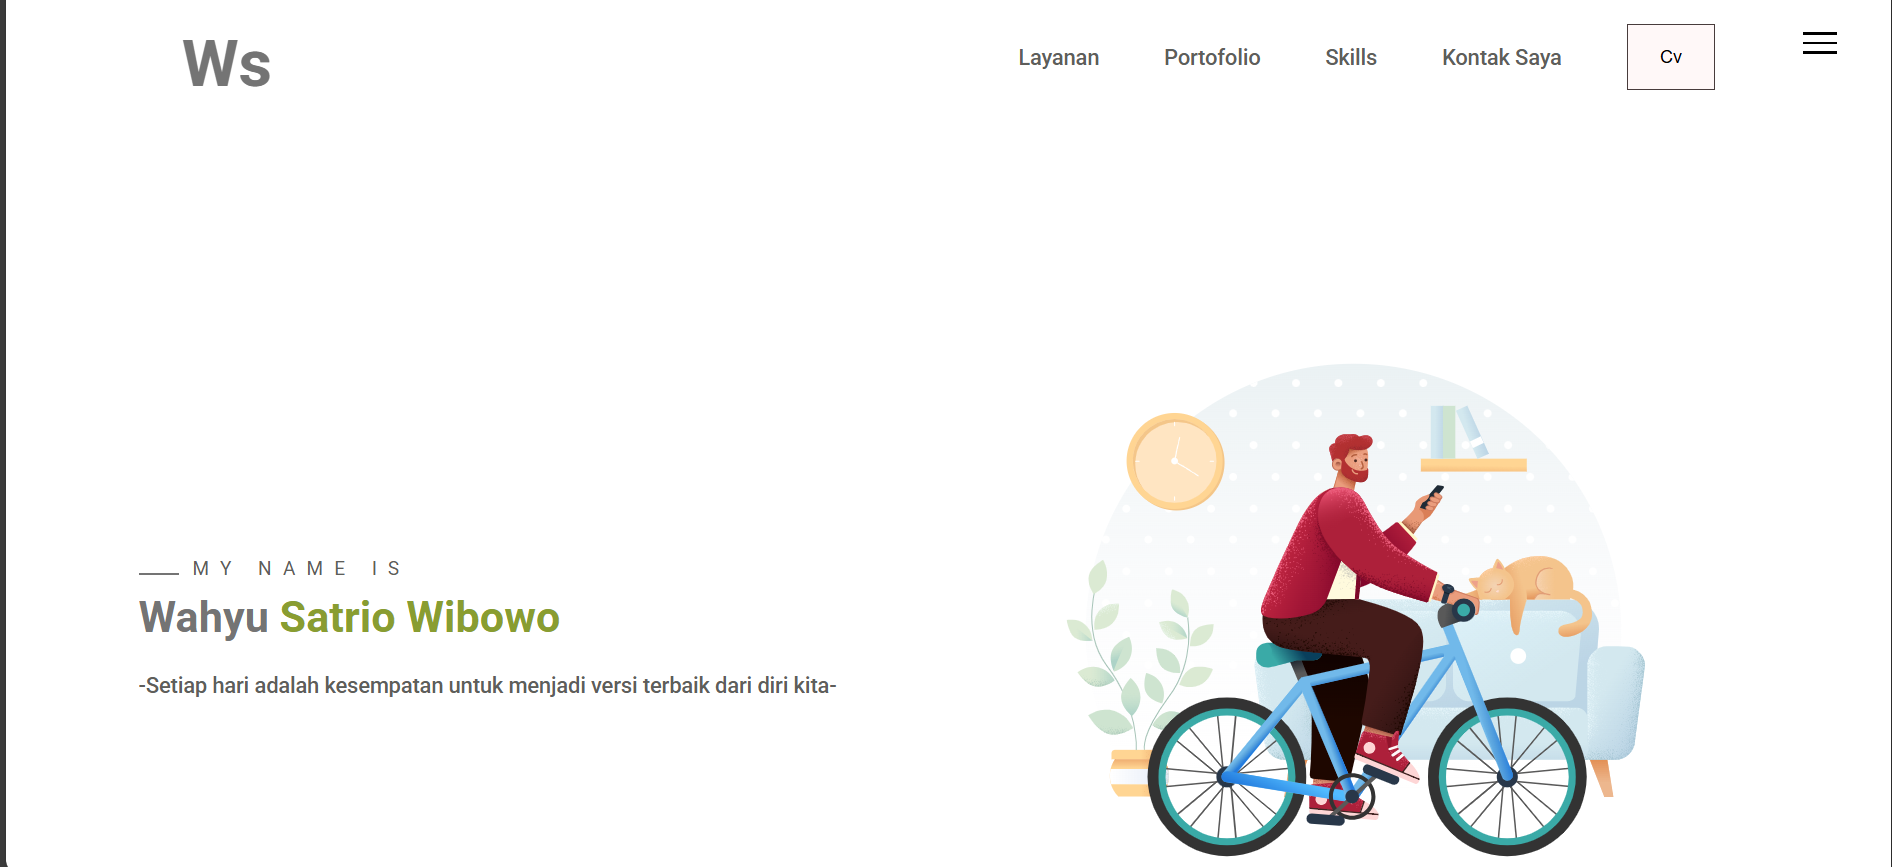 Ws
Layanan Portofolio Skills Kontak Saya Cv
MY NAME IS
Wahyu Satrio Wibowo
-Setiap hari adalah kesempatan untuk menjadi versi terbaik dari diri kita-